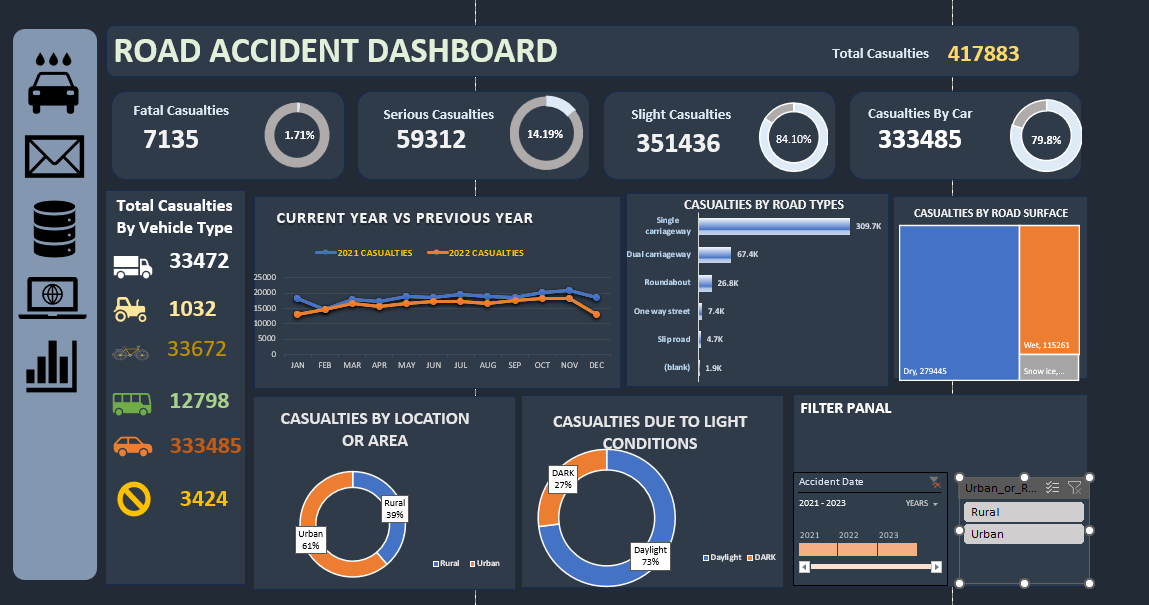 ROAD ACCIDENT DASHBOARD
Total Casualties 417883
Fatal Casualties
7135
1.71%
Serious Casualties
59312
14.19%
Slight Casualties
351436
84.10%
Casualties By Car
333485
79.8%
Total Casualties
By Vehicle Type
33472
1032
33672
12798
333485
3424
CURRENT YEAR VS PREVIOUS YEAR
2021 CASUALTIES 2022 CASUALTIES
25000
20000
15000
10000
5000
0
JAN FEB MAR APR MAY JUN JUL AUG SEP OCT NOV DEC
CASUALTIES BY ROAD TYPES
Single
carriageway 309.7K
Dual carriageway 67.4K
Roundabout 26.8K
One way street 7.4K
Slip road 4.7K
(blank) 1.9K
CASUALTIES BY ROAD SURFACE
Dry, 279445
Wet, 115261
Snow ice,...
CASUALTIES BY LOCATION
OR AREA
Rural
39%
Urban
61%
Rural Urban
CASUALTIES DUE TO LIGHT
CONDITIONS
DARK
27%
Daylight
73%
Daylight DARK
FILTER PANAL
Accident Date
2021 - 2023 YEARS
2021 2022 2023
Urban_or_R...
Rural
Urban